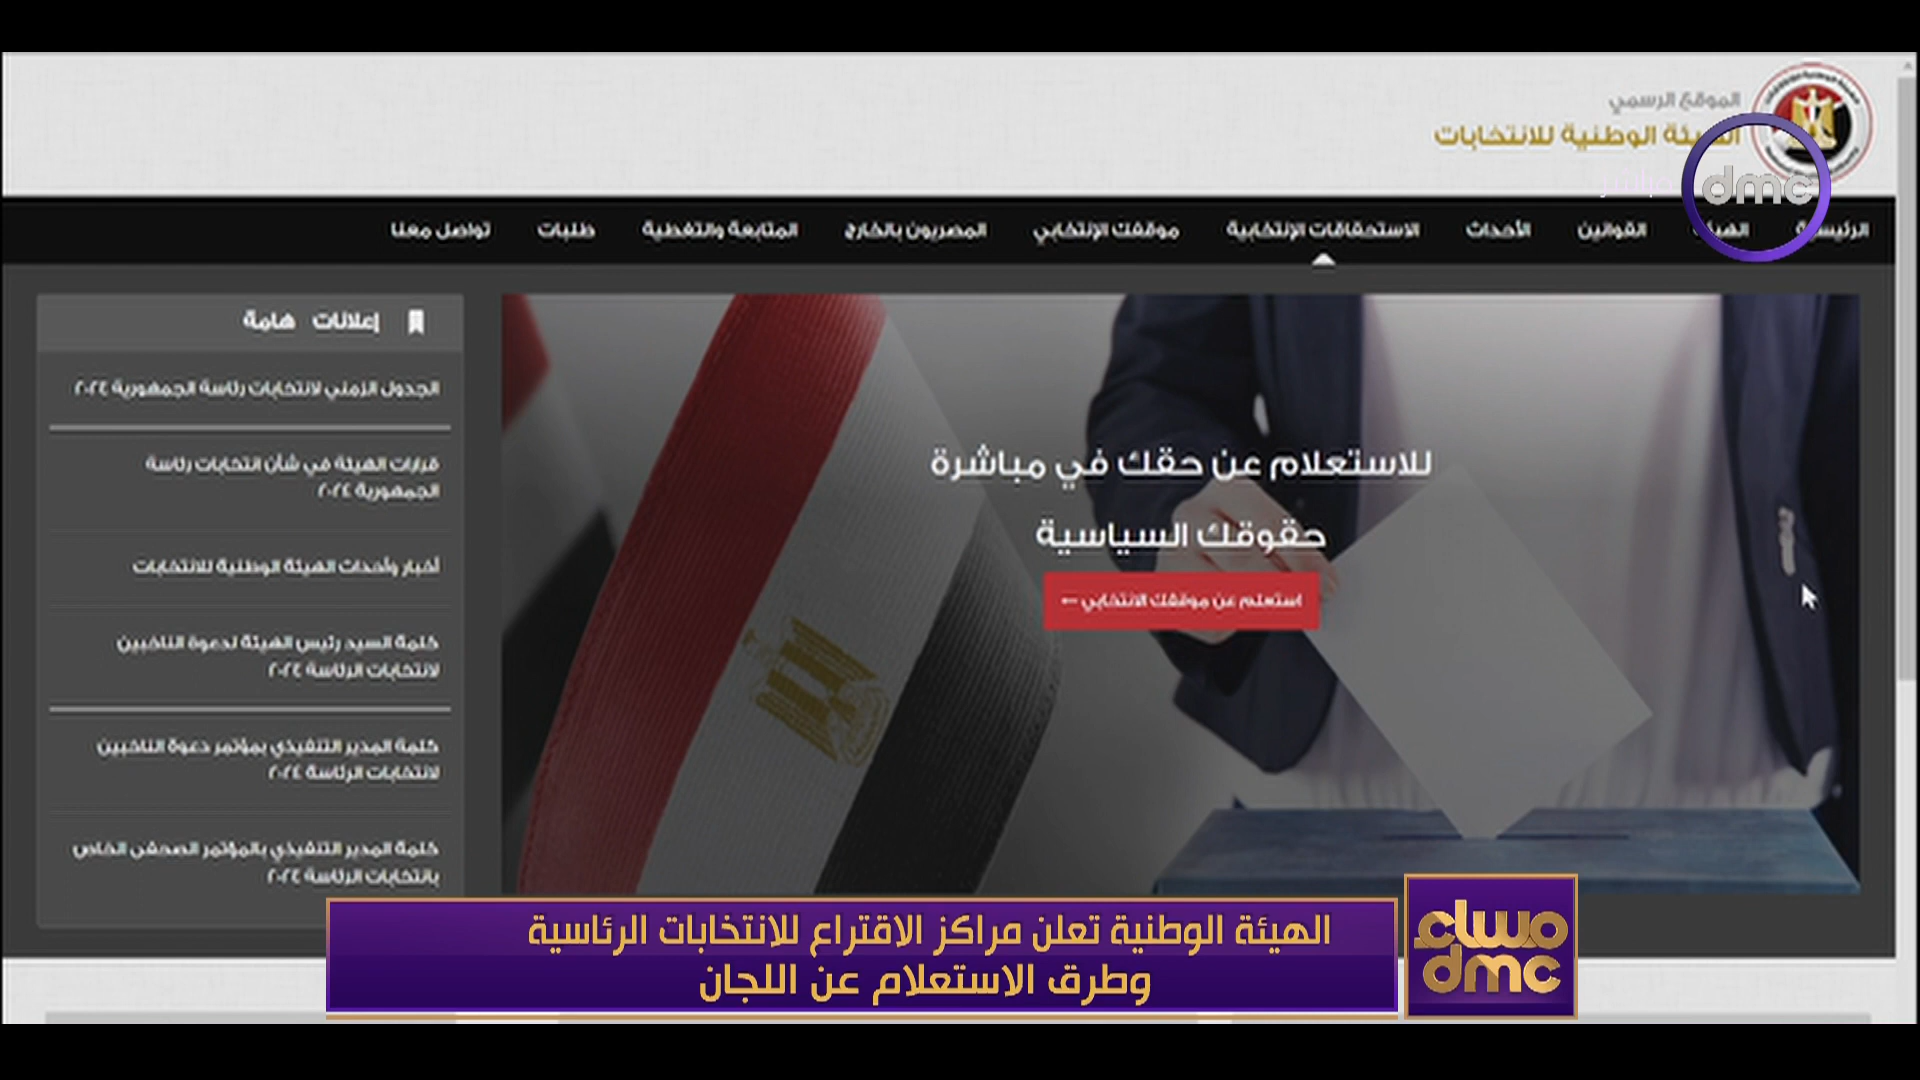 الموقع الرسمي
الوطنية للانتخابات
dmc
مباشر
القوانين الأحداث الاستحقاقات الإنتخابية موقفك الإنتخابي المصريون بالخارج المتابعة والتغطية طلبات تواصل معنا
للاستعلام عن حقك في مباشرة
حقوقك السياسية
استعلم عن موقفك الانتخابي ←
إعلانات هامة
الجدول الزمني لانتخابات رئاسة الجمهورية ٢٠٢٤
قرارات الهيئة في شأن انتخابات رئاسة
الجمهورية ٢٠٢٤
أخبار وأحداث الهيئة الوطنية للانتخابات
كلمة السيد رئيس الهيئة لدعوة الناخبين
لانتخابات الرئاسة ٢٠٢٤
كلمة المدير التنفيذي بمؤتمر دعوة الناخبين
لانتخابات الرئاسة ٢٠٢٤
كلمة المدير التنفيذي بالمؤتمر الصحفى الخاص
بانتخابات الرئاسة ٢٠٢٤
الهيئة الوطنية تعلن مراكز الاقتراع للانتخابات الرئاسية
وطرق الاستعلام عن اللجان
مساء
dmc